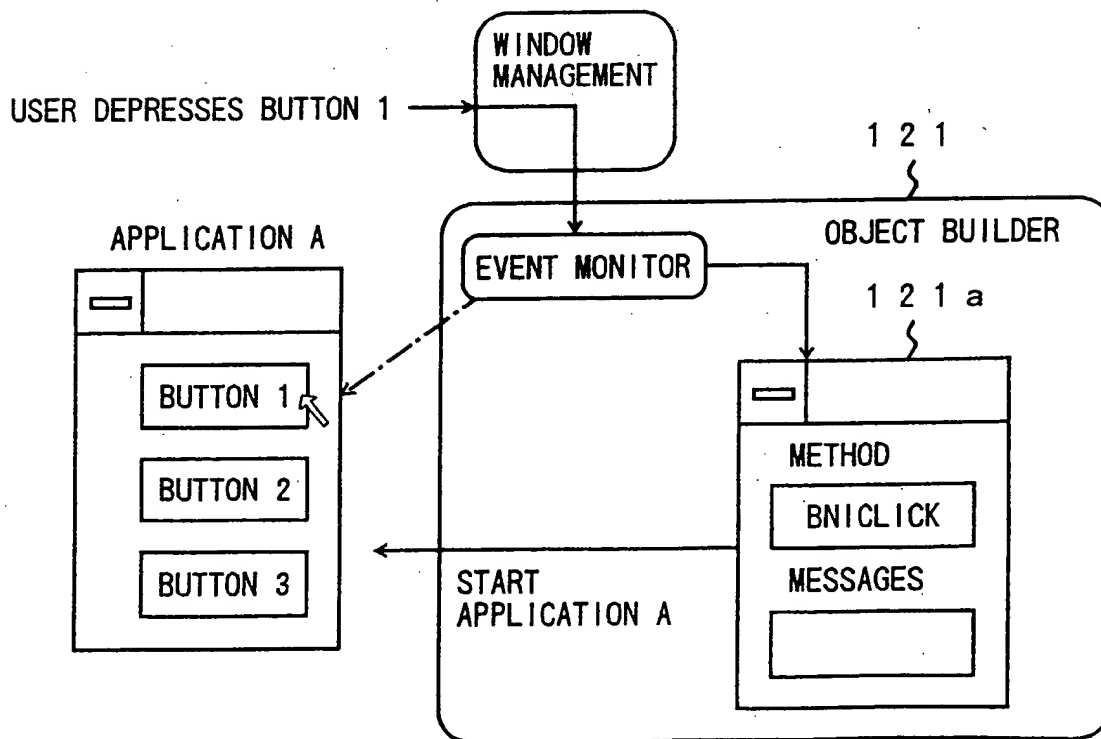 WINDOW
MANAGEMENT
USER DEPRESSES BUTTON 1
121
OBJECT BUILDER
APPLICATION A
EVENT MONITOR
121a
BUTTON 1
METHOD
BUTTON 2
BNICLICK
BUTTON 3
START
APPLICATION A
MESSAGES